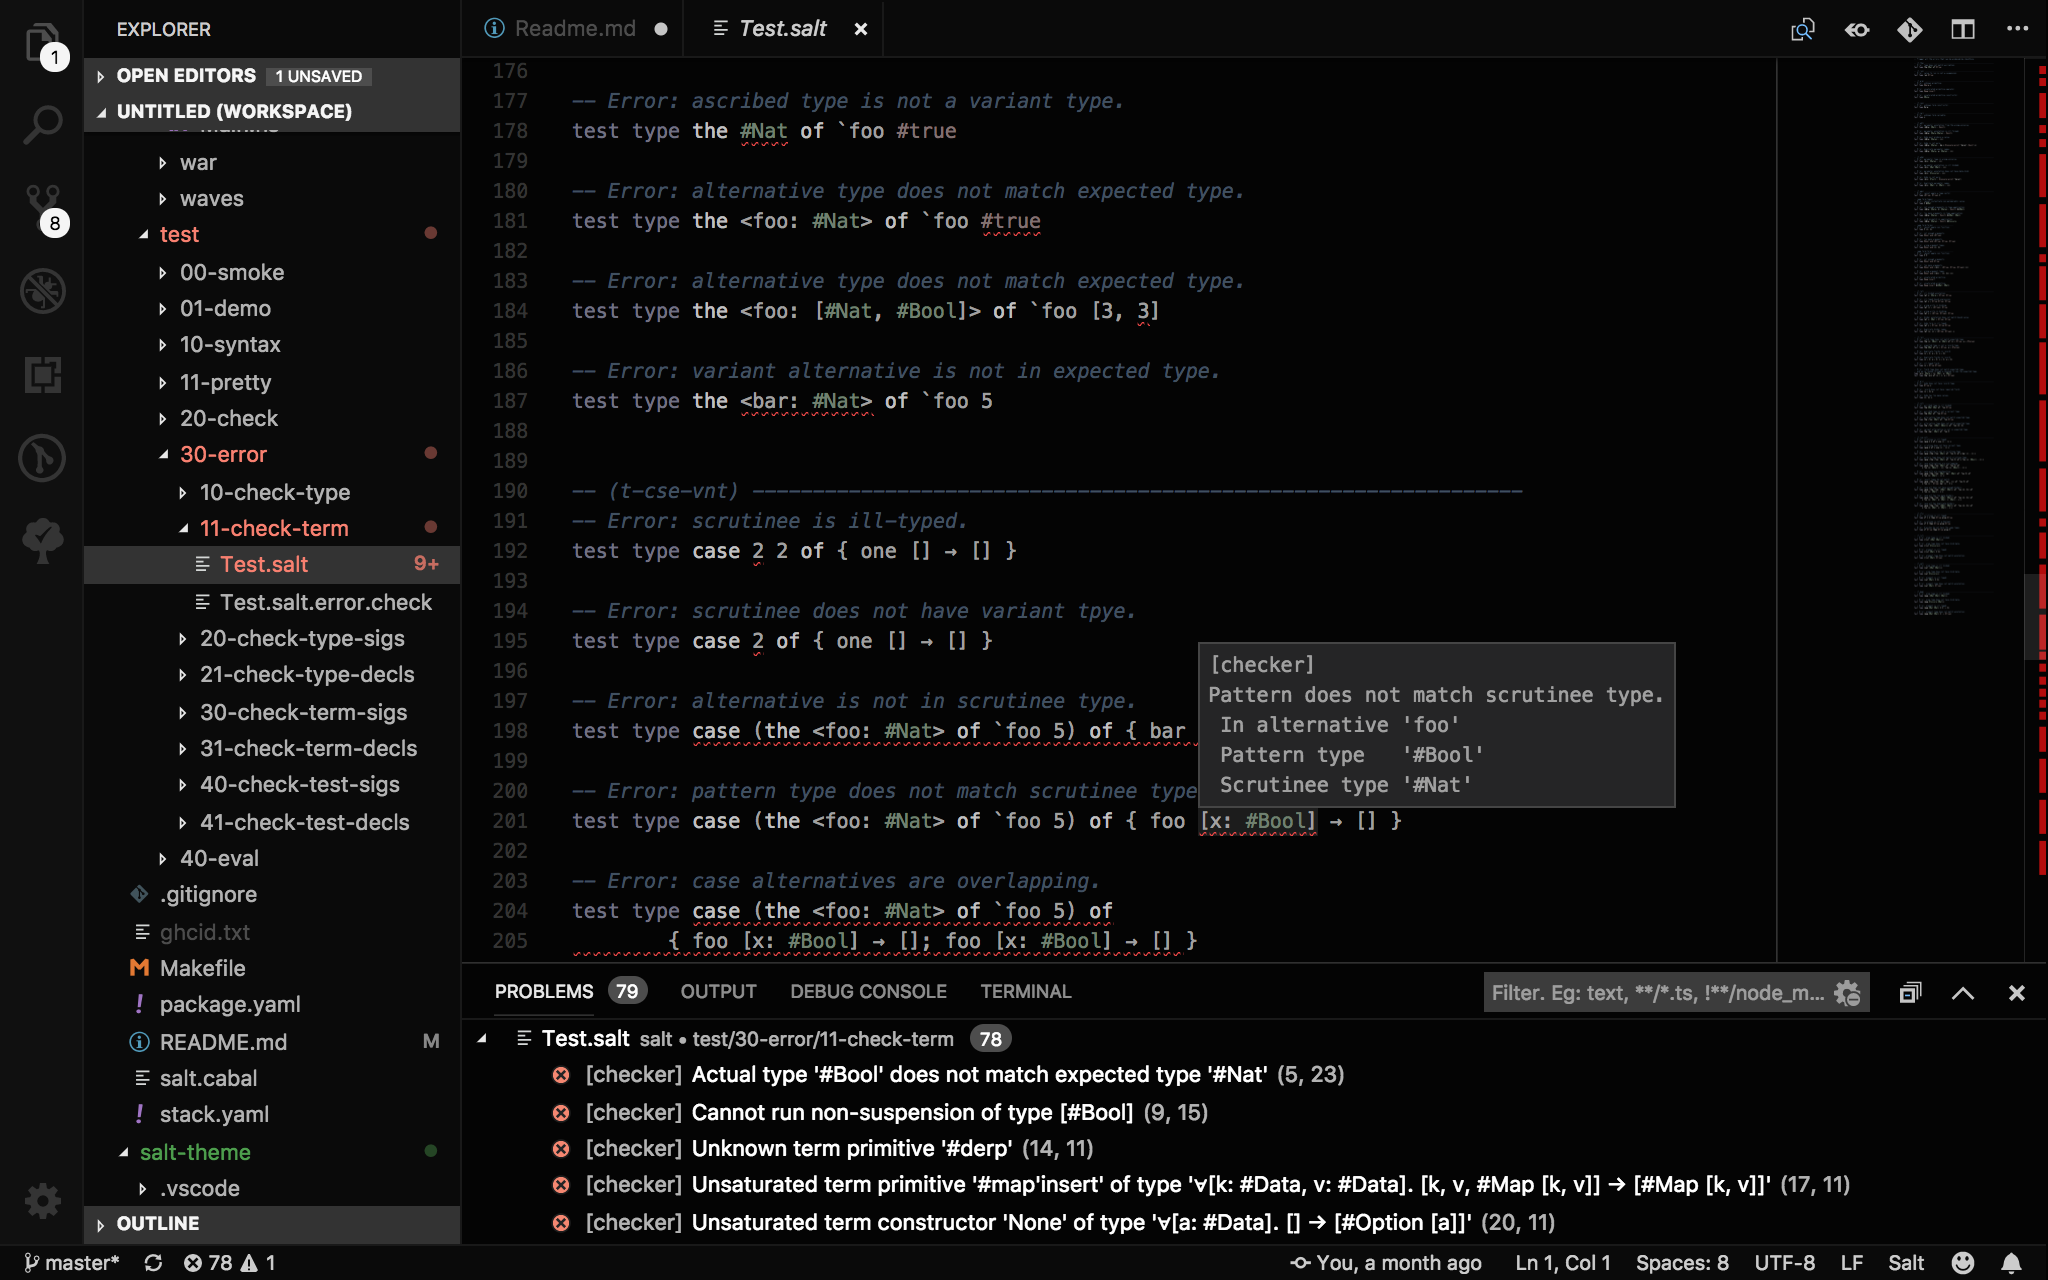 1
8
EXPLORER
OPEN EDITORS 1 UNSAVED
UNTITLED (WORKSPACE)
war
waves
test
00-smoke
01-demo
10-syntax
11-pretty
20-check
30-error
10-check-type
11-check-term
Test.salt 9+
Test.salt.error.check
20-check-type-sigs
21-check-type-decls
30-check-term-sigs
31-check-term-decls
40-check-test-sigs
41-check-test-decls
40-eval
.gitignore
ghcid.txt
M Makefile
! package.yaml
README.md M
salt.cabal
! stack.yaml
salt-theme
.vscode
OUTLINE
Readme.md
Test.salt
176
177 -- Error: ascribed type is not a variant type.
178 test type the #Nat of `foo #true
179
180 -- Error: alternative type does not match expected type.
181 test type the <foo: #Nat> of `foo #true
182
183 -- Error: alternative type does not match expected type.
184 test type the <foo: [#Nat, #Bool]> of `foo [3, 3]
185
186 -- Error: variant alternative is not in expected type.
187 test type the <bar: #Nat> of `foo 5
188
189
190 -- (t-cse-vnt) ----------------------------------------------------------------
191 -- Error: scrutinee is ill-typed.
192 test type case 2 2 of { one [] → [] }
193
194 -- Error: scrutinee does not have variant tpye.
195 test type case 2 of { one [] → [] }
196
197 -- Error: alternative is not in scrutinee type.
198 test type case (the <foo: #Nat> of `foo 5) of { bar
199
200 -- Error: pattern type does not match scrutinee type
201 test type case (the <foo: #Nat> of `foo 5) of { foo [x: #Bool] → [] }
202
203 -- Error: case alternatives are overlapping.
204 test type case (the <foo: #Nat> of `foo 5) of
205 { foo [x: #Bool] → []; foo [x: #Bool] → [] }
[checker]
Pattern does not match scrutinee type.
In alternative 'foo'
Pattern type '#Bool'
Scrutinee type '#Nat'
PROBLEMS 79 OUTPUT DEBUG CONSOLE TERMINAL
Filter. Eg: text, **/*.ts, !**/node_m...
Test.salt salt • test/30-error/11-check-term 78
[checker] Actual type '#Bool' does not match expected type '#Nat' (5, 23)
[checker] Cannot run non-suspension of type [#Bool] (9, 15)
[checker] Unknown term primitive '#derp' (14, 11)
[checker] Unsaturated term primitive '#map'insert' of type '∀[k: #Data, v: #Data]. [k, v, #Map [k, v]] → [#Map [k, v]]' (17, 11)
[checker] Unsaturated term constructor 'None' of type '∀[a: #Data]. [] → [#Option [a]]' (20, 11)
master* 78 1 You, a month ago Ln 1, Col 1 Spaces: 8 UTF-8 LF Salt